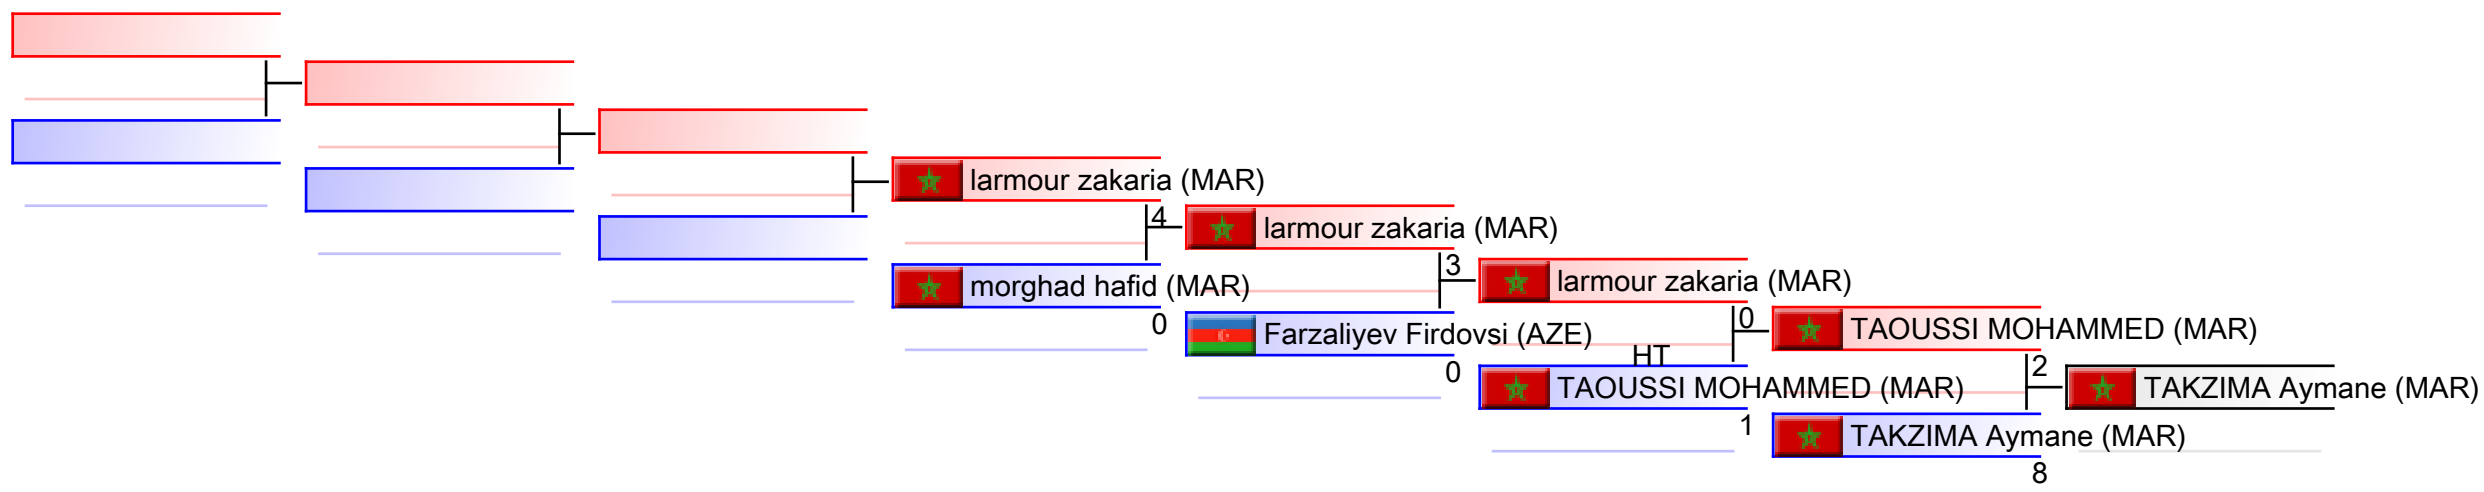 larmour zakaria (MAR)
4
larmour zakaria (MAR)
morghad hafid (MAR)
0
3
larmour zakaria (MAR)
Farzaliyev Firdovsi (AZE)
0
0
TAOUSSI MOHAMMED (MAR)
HT
TAOUSSI MOHAMMED (MAR)
1
2
TAKZIMA Aymane (MAR)
TAKZIMA Aymane (MAR)
8